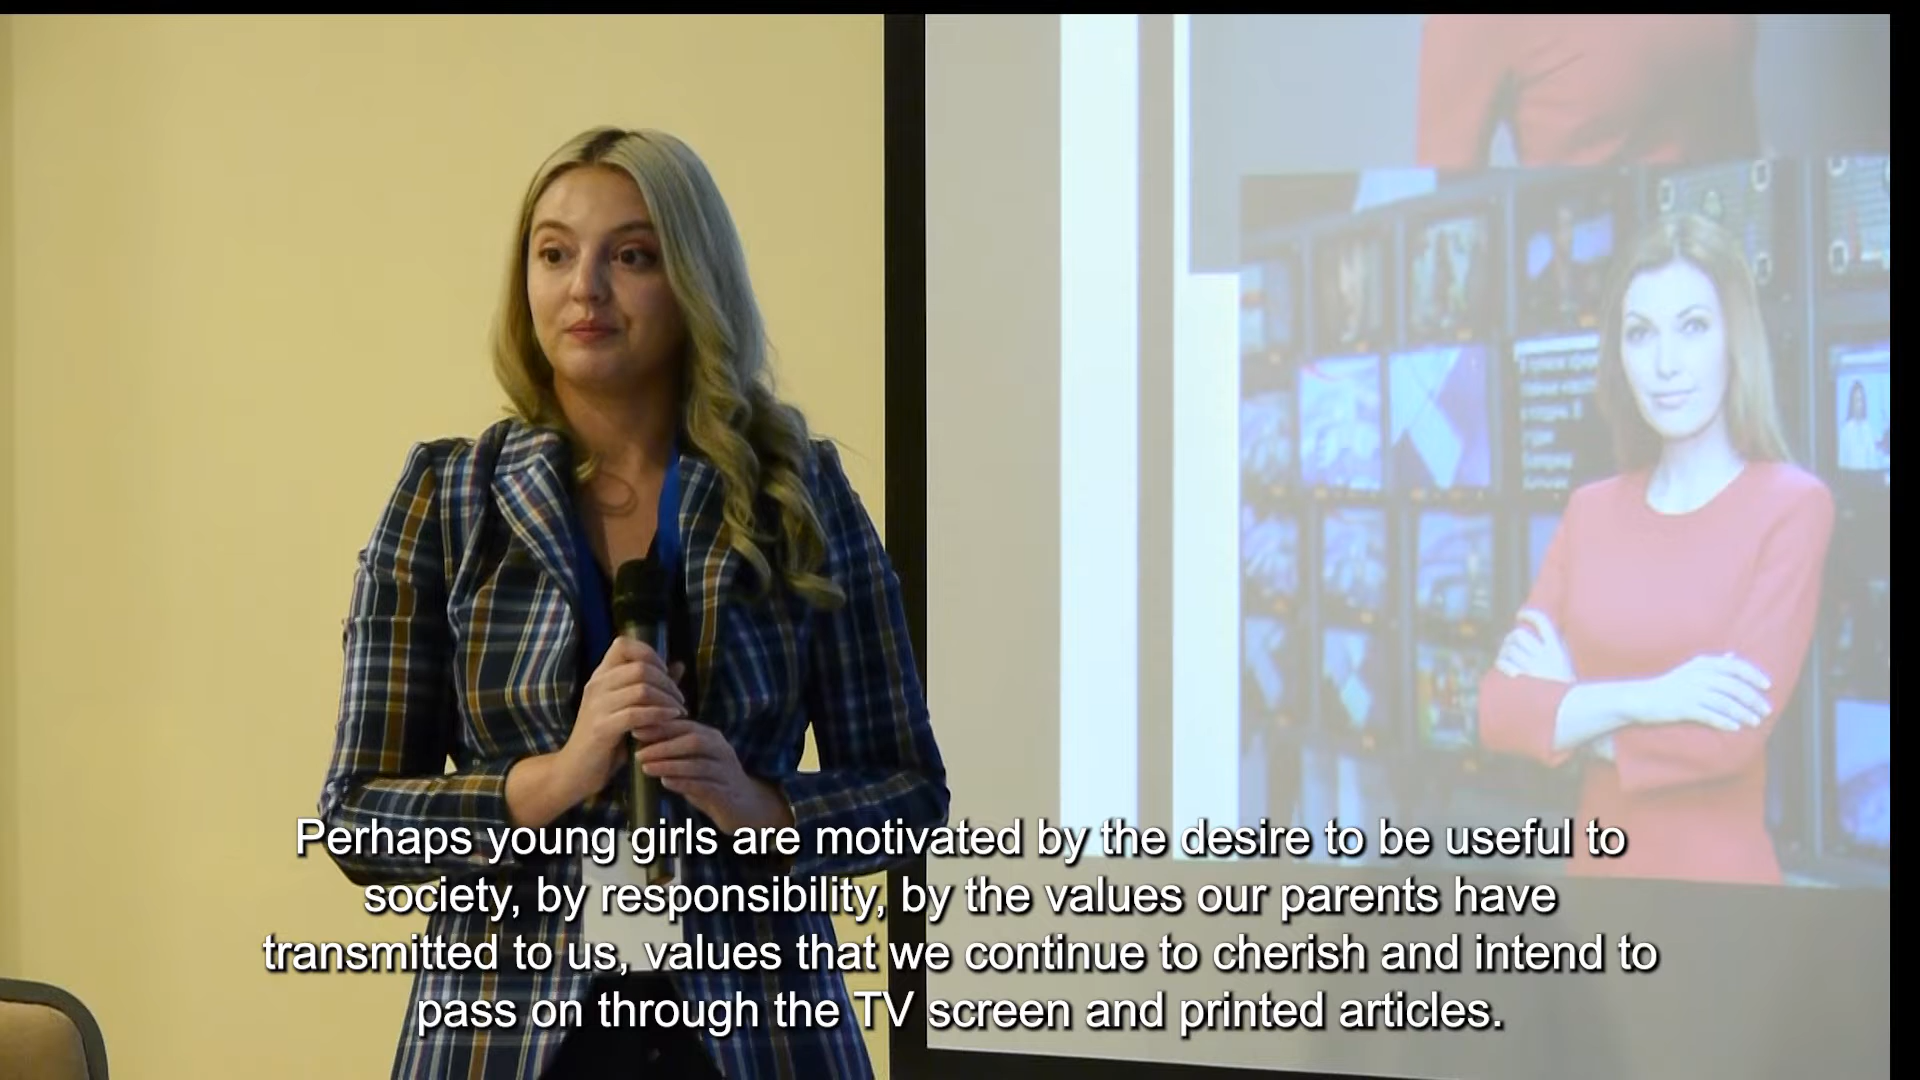 Perhaps young girls are motivated by the desire to be useful to
society, by responsibility, by the values our parents have
transmitted to us, values that we continue to cherish and intend to
pass on through the TV screen and printed articles.